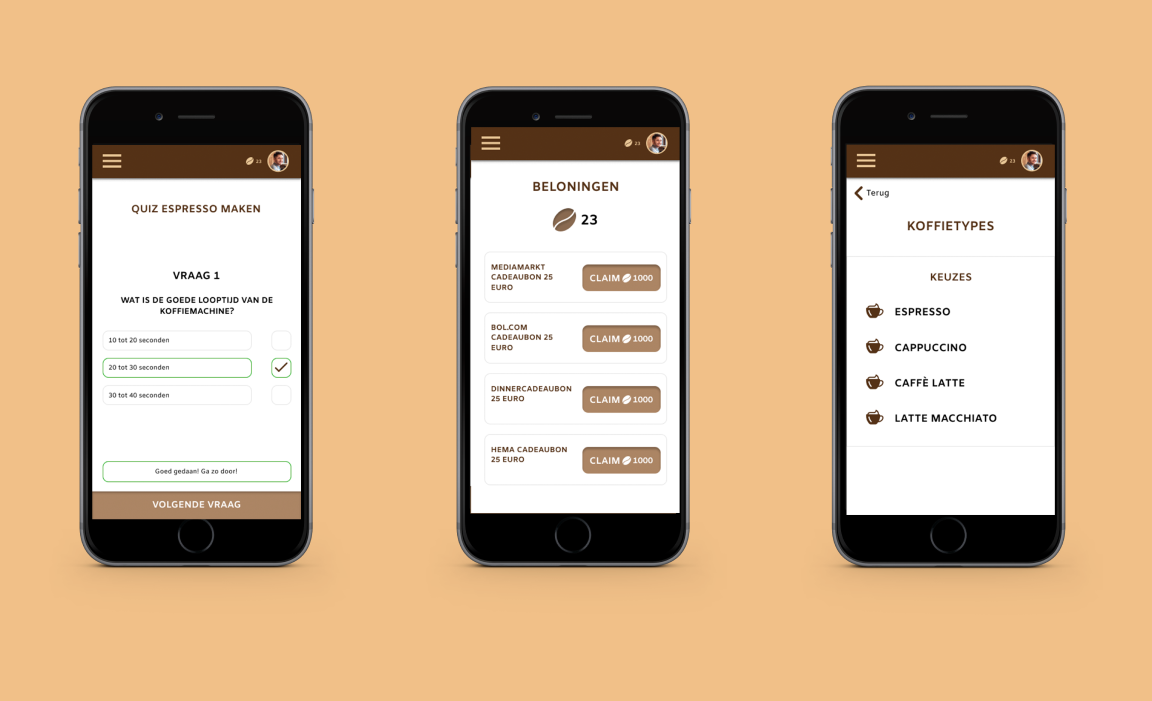 23
QUIZ ESPRESSO MAKEN
VRAAG 1
WAT IS DE GOEDE LOOPTIJD VAN DE
KOFFIEMACHINE?
10 tot 20 seconden
20 tot 30 seconden
30 tot 40 seconden
Goed gedaan! Ga zo door!
VOLGENDE VRAAG
23
BELONINGEN
23
MEDIAMARKT
CADEAUBON 25
EURO
CLAIM 1000
BOL.COM
CADEAUBON 25
EURO
CLAIM 1000
DINNERCADEAUBON
25 EURO
CLAIM 1000
HEMA CADEAUBON
25 EURO
CLAIM 1000
23
Terug
KOFFIETYPES
KEUZES
ESPRESSO
CAPPUCCINO
CAFFÈ LATTE
LATTE MACCHIATO